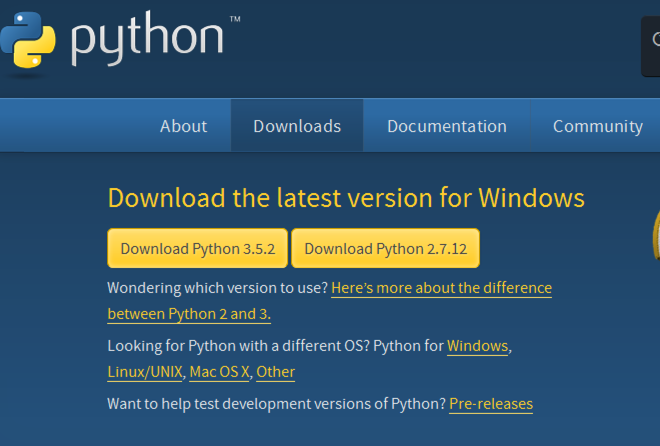 python™
About Downloads Documentation Community
Download the latest version for Windows
Download Python 3.5.2 Download Python 2.7.12
Wondering which version to use? Here’s more about the difference
between Python 2 and 3.
Looking for Python with a different OS? Python for Windows,
Linux/UNIX, Mac OS X, Other
Want to help test development versions of Python? Pre-releases